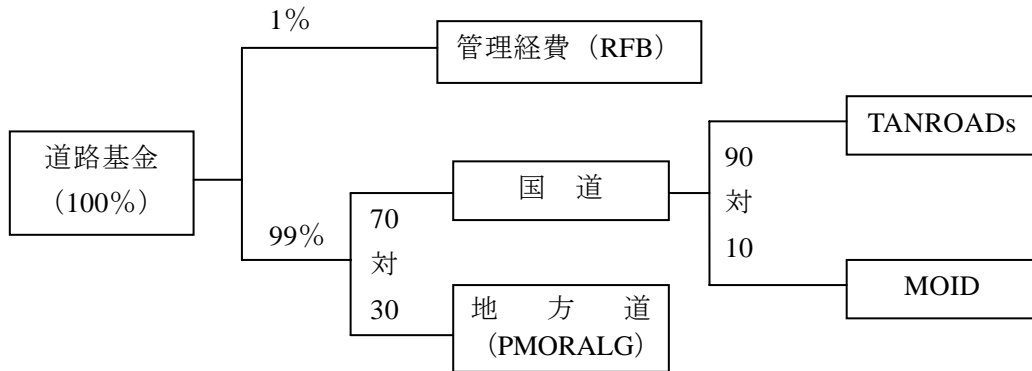 1％
管理経費（RFB）
道路基金
（100％）
99％
70
対
30
国　道
地　方　道
（PMORALG）
90
対
10
TANROADs
MOID